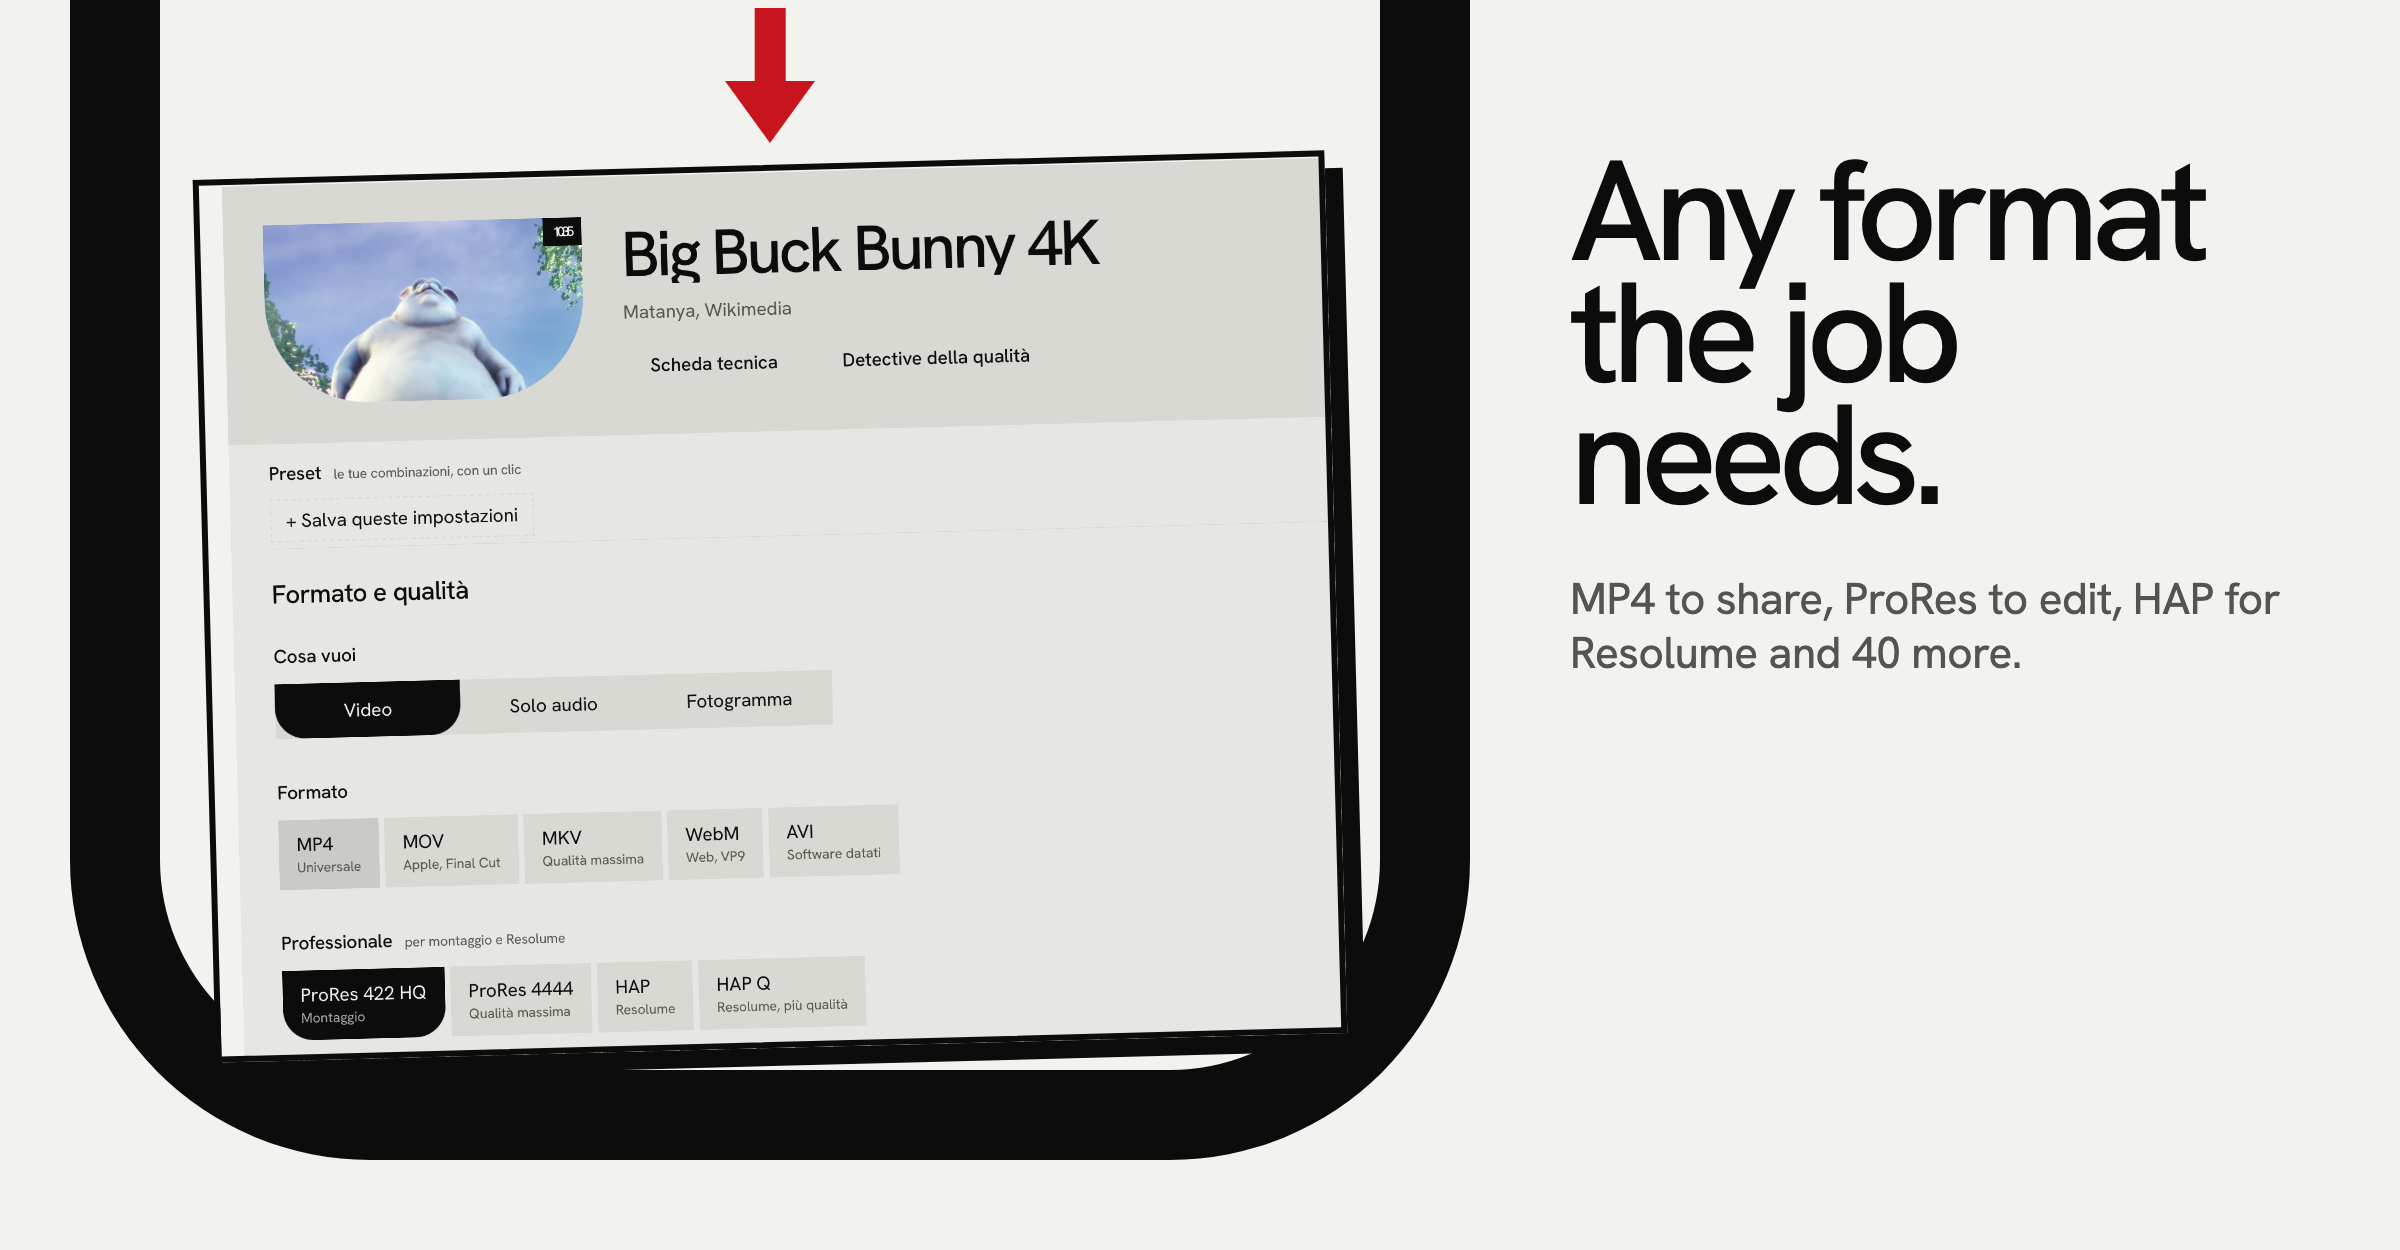 Big Buck Bunny 4K
Matanya, Wikimedia
Scheda tecnica
Detective della qualità
Preset le tue combinazioni, con un clic
+ Salva queste impostazioni
Formato e qualità
Cosa vuoi
Video
Solo audio
Fotogramma
Formato
MP4
Universale
MOV
Apple, Final Cut
MKV
Qualità massima
WebM
Web, VP9
AVI
Software datati
Professionale per montaggio e Resolume
ProRes 422 HQ
Montaggio
ProRes 4444
Qualità massima
HAP
Resolume
HAP Q
Resolume, più qualità
Any format
the job
needs.
MP4 to share, ProRes to edit, HAP for
Resolume and 40 more.